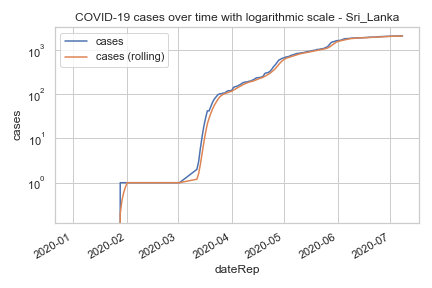 COVID-19 cases over time with logarithmic scale - Sri_Lanka
cases
cases (rolling)
10³
10²
10¹
10⁰
cases
2020-01
2020-02
2020-03
2020-04
2020-05
2020-06
2020-07
dateRep